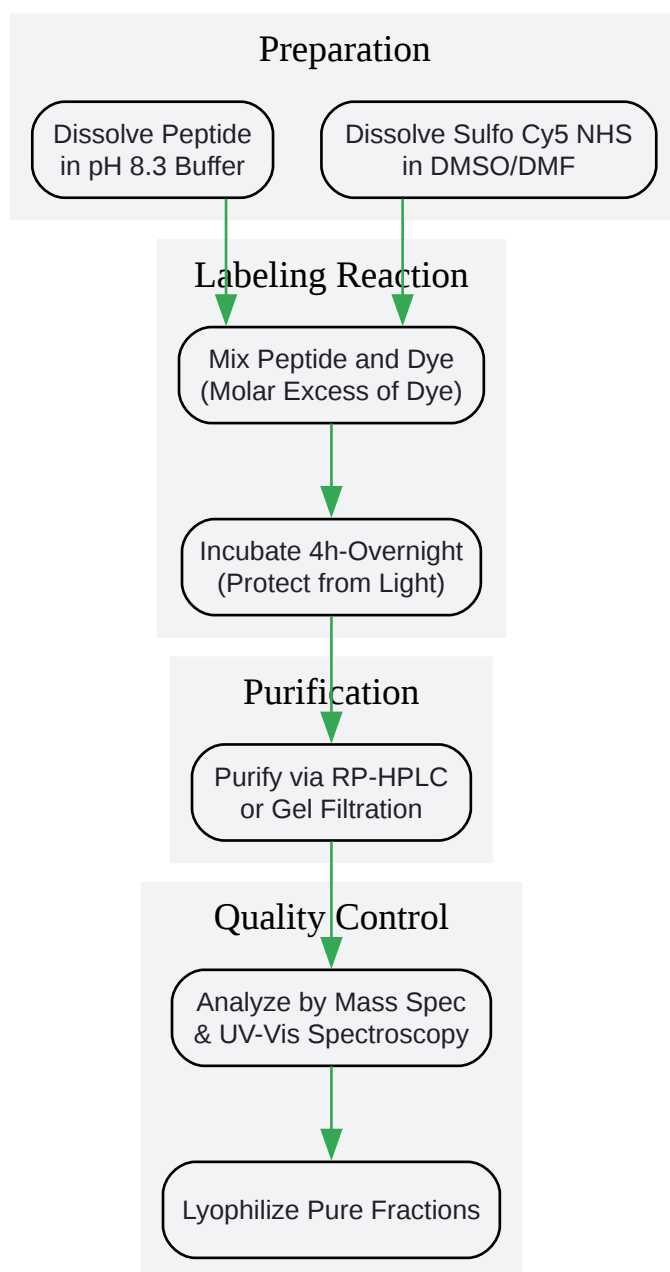 Preparation
Dissolve Peptide
in pH 8.3 Buffer
Dissolve Sulfo Cy5 NHS
in DMSO/DMF
Labeling Reaction
Mix Peptide and Dye
(Molar Excess of Dye)
Incubate 4h-Overnight
(Protect from Light)
Purification
Purify via RP-HPLC
or Gel Filtration
Quality Control
Analyze by Mass Spec
& UV-Vis Spectroscopy
Lyophilize Pure Fractions